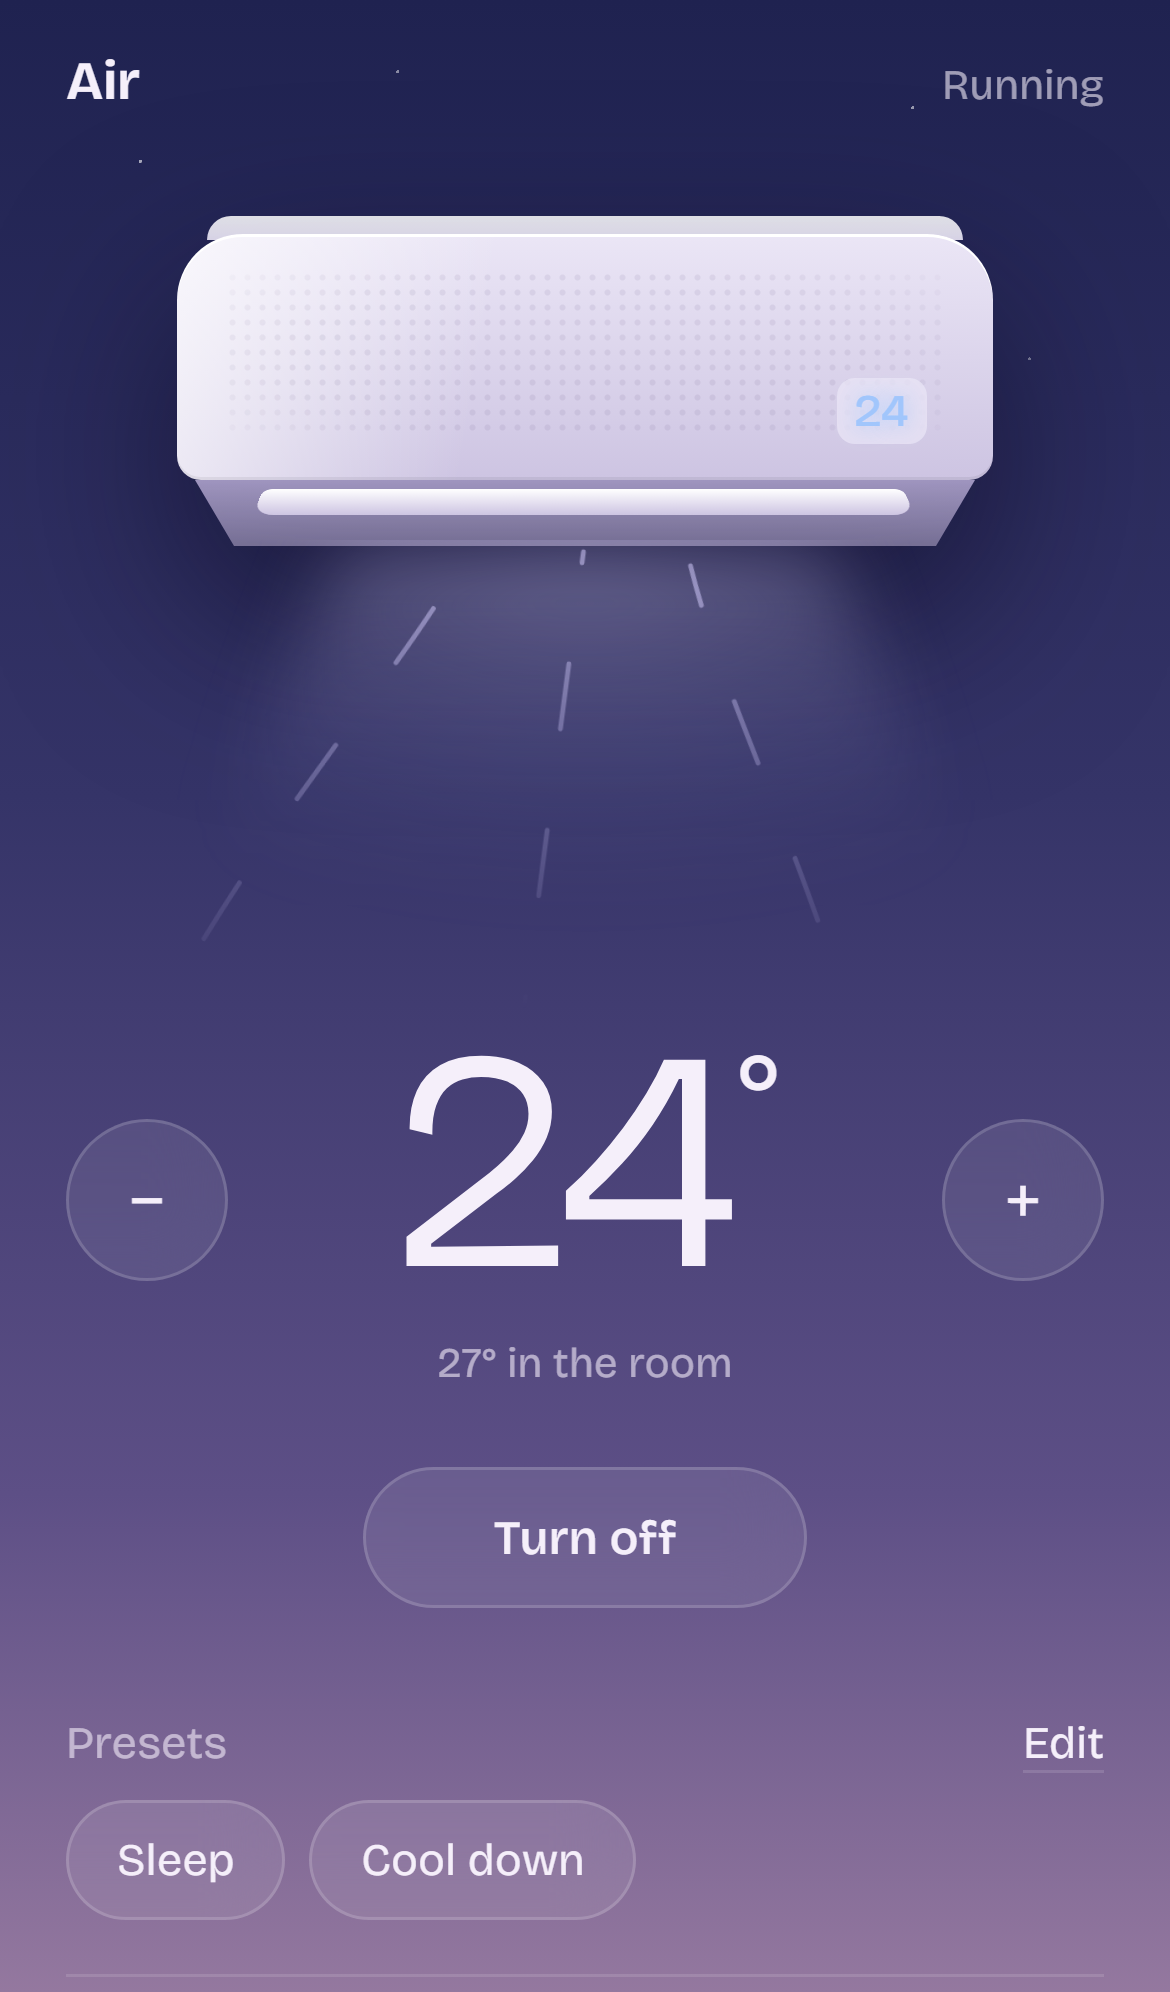 Air
Running
24
−
24°
+
27° in the room
Turn off
Presets
Edit
Sleep
Cool down